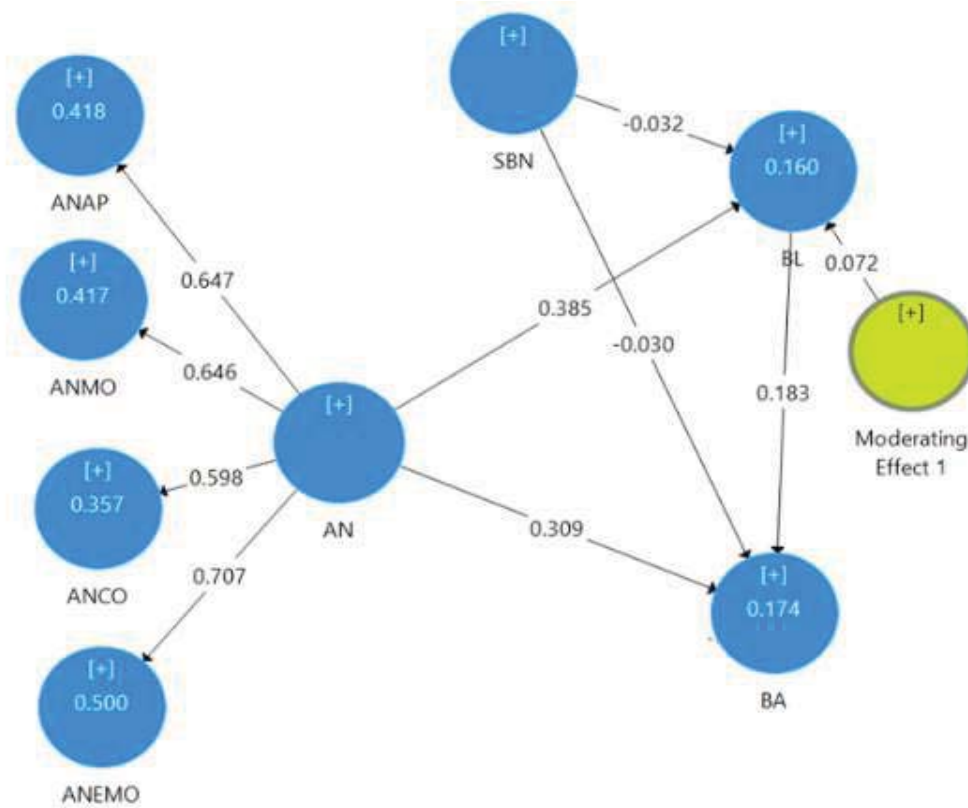 [+]
0.418
ANAP
[+]
SBN
-0.032
[+]
0.160
BL
0.072
[+]
Moderating
Effect 1
[+]
0.417
ANMO
0.647
0.646
0.385
-0.030
0.183
[+]
AN
[+]
0.357
ANCO
0.598
0.707
0.309
[+]
0.174
BA
[+]
0.500
ANEMO